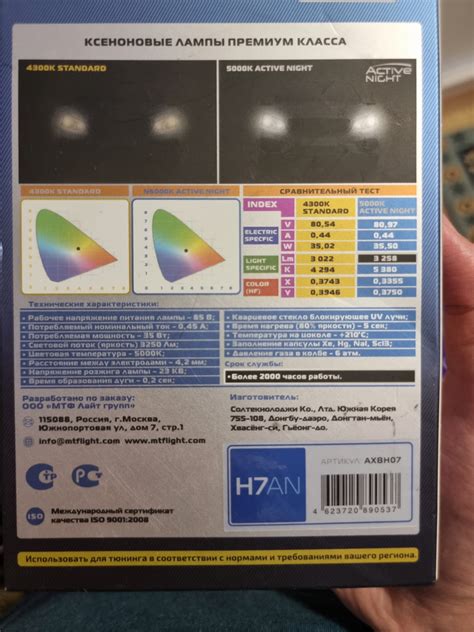 КСЕНОНОВЫЕ ЛАМПЫ ПРЕМИУМ КЛАССА
4300K STANDARD
5000K ACTIVE NIGHT
ACTIVE NIGHT
4300K STANDARD
5000K ACTIVE NIGHT
СРАВНИТЕЛЬНЫЙ ТЕСТ
INDEX 4300K STANDARD 5000K ACTIVE NIGHT
ELECTRIC SPECFIC V 80,54 80,97
A 0,44 0,44
W 35,02 35,50
LIGHT SPECIFIC Lm 3 022 3 258
K 4 294 5 380
COLOR (HF) X 0,3743 0,3355
Y 0,3946 0,3750
Технические характеристики:
• Рабочее напряжение питания лампы – 85 В;
• Потребляемый номинальный ток – 0,45 А;
• Потребляемая мощность – 35 Вт;
• Световой поток (яркость) 3250 Лм;
• Цветовая температура – 5000К;
• Расстояние между электродами – 4,2 мм;
• Напряжение розжига лампы – 23 КВ;
• Время образования дуги – 0,2 сек;
• Кварцевое стекло блокирующее UV лучи;
• Время нагрева (80% яркости) – 5 сек;
• Температура на цоколе – +210°С;
• Заполнение капсулы Xe, Hg, NaI, ScI3;
• Давление газа в колбе – 6 атм.
Срок службы:
• Более 2000 часов работы.
Разработано по заказу:
ООО «МТФ Лайт групп»
115088, Россия, г.Москва,
Южнопортовая ул, дом 7, стр.1
www.mtflight.com www.mtflight.com
Изготовитель:
Солтекнолоджи Ко., Лтд. Южная Корея
755-108, Донгбу-даэро, Донгтан-мьён,
Хвасёнг-си, Гьёнго-до.
СТР РС
ISO
Международный сертификат
качества ISO 9001:2008
H7AN
АРТИКУЛ: AXBH07
4 623720 890537
Использовать для тюнинга в соответствии с нормами и требованиями вашего региона.